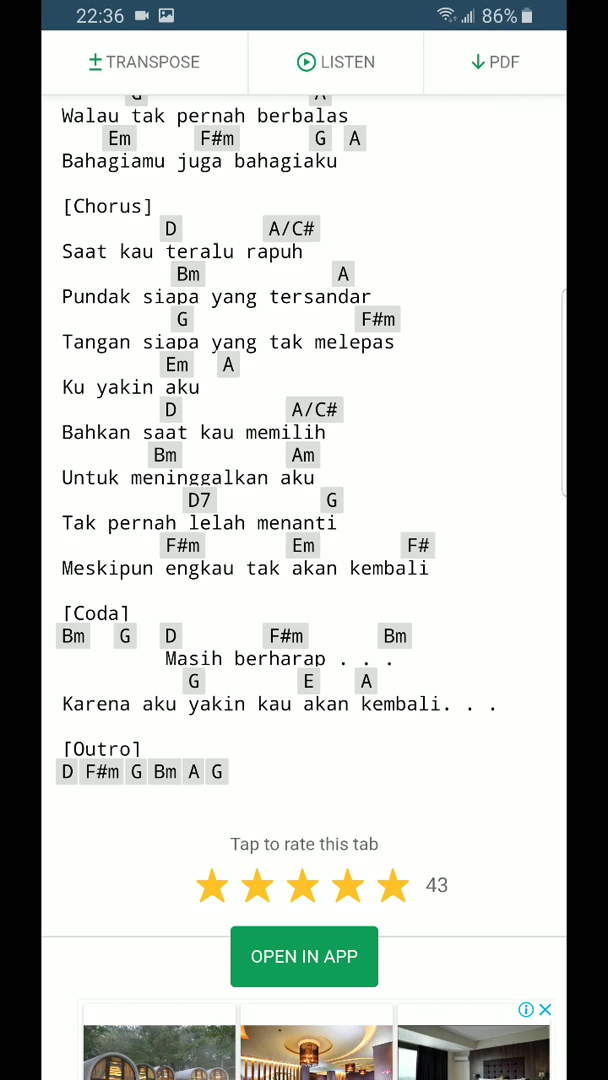 22:36 86%
TRANSPOSE LISTEN PDF
G A
Walau tak pernah berbalas
Em F#m G A
Bahagiamu juga bahagiaku
[Chorus]
D A/C#
Saat kau teralu rapuh
Bm A
Pundak siapa yang tersandar
G F#m
Tangan siapa yang tak melepas
Em A
Ku yakin aku
D A/C#
Bahkan saat kau memilih
Bm Am
Untuk meninggalkan aku
D7 G
Tak pernah lelah menanti
F#m Em F#
Meskipun engkau tak akan kembali
[Coda]
Bm G D F#m Bm
Masih berharap . . .
G E A
Karena aku yakin kau akan kembali. . .
[Outro]
D F#m G Bm A G
Tap to rate this tab
43
OPEN IN APP